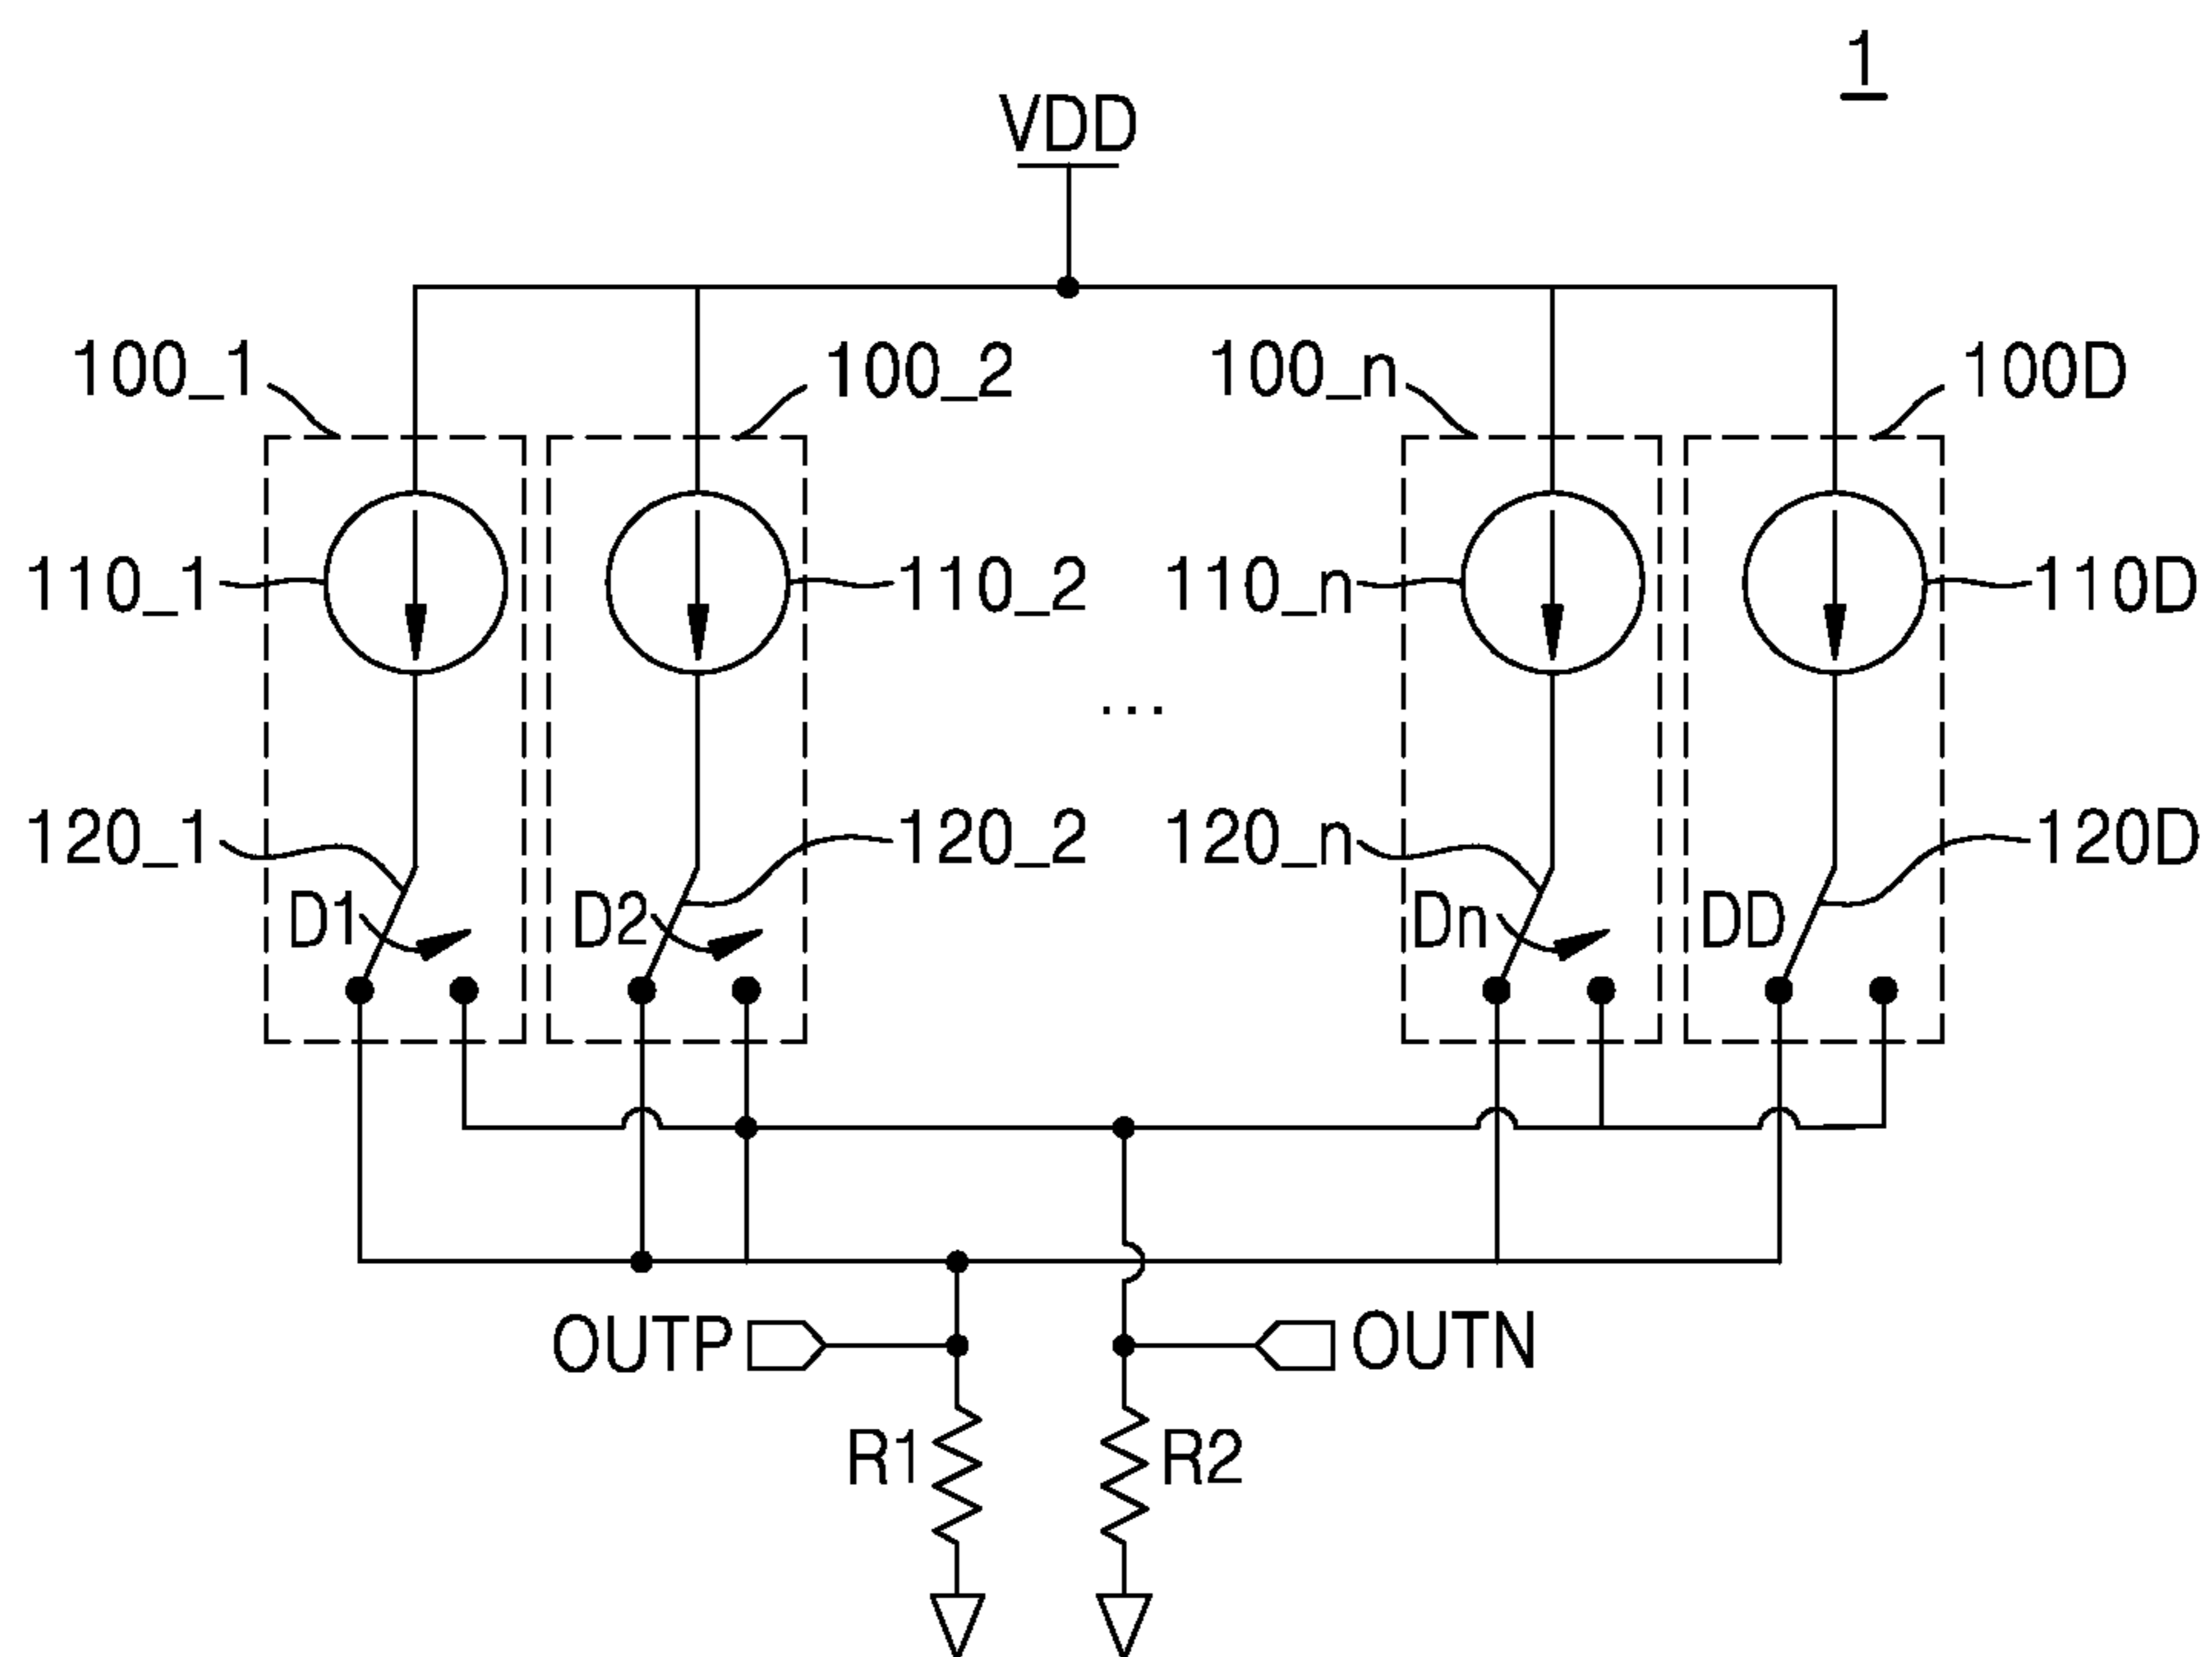 1
VDD
100_1 100_2 100_n 100D
110_1 110_2 ... 110_n 110D
120_1 120_2 120_n 120D
D1 D2 Dn DD
OUTP OUTN
R1 R2